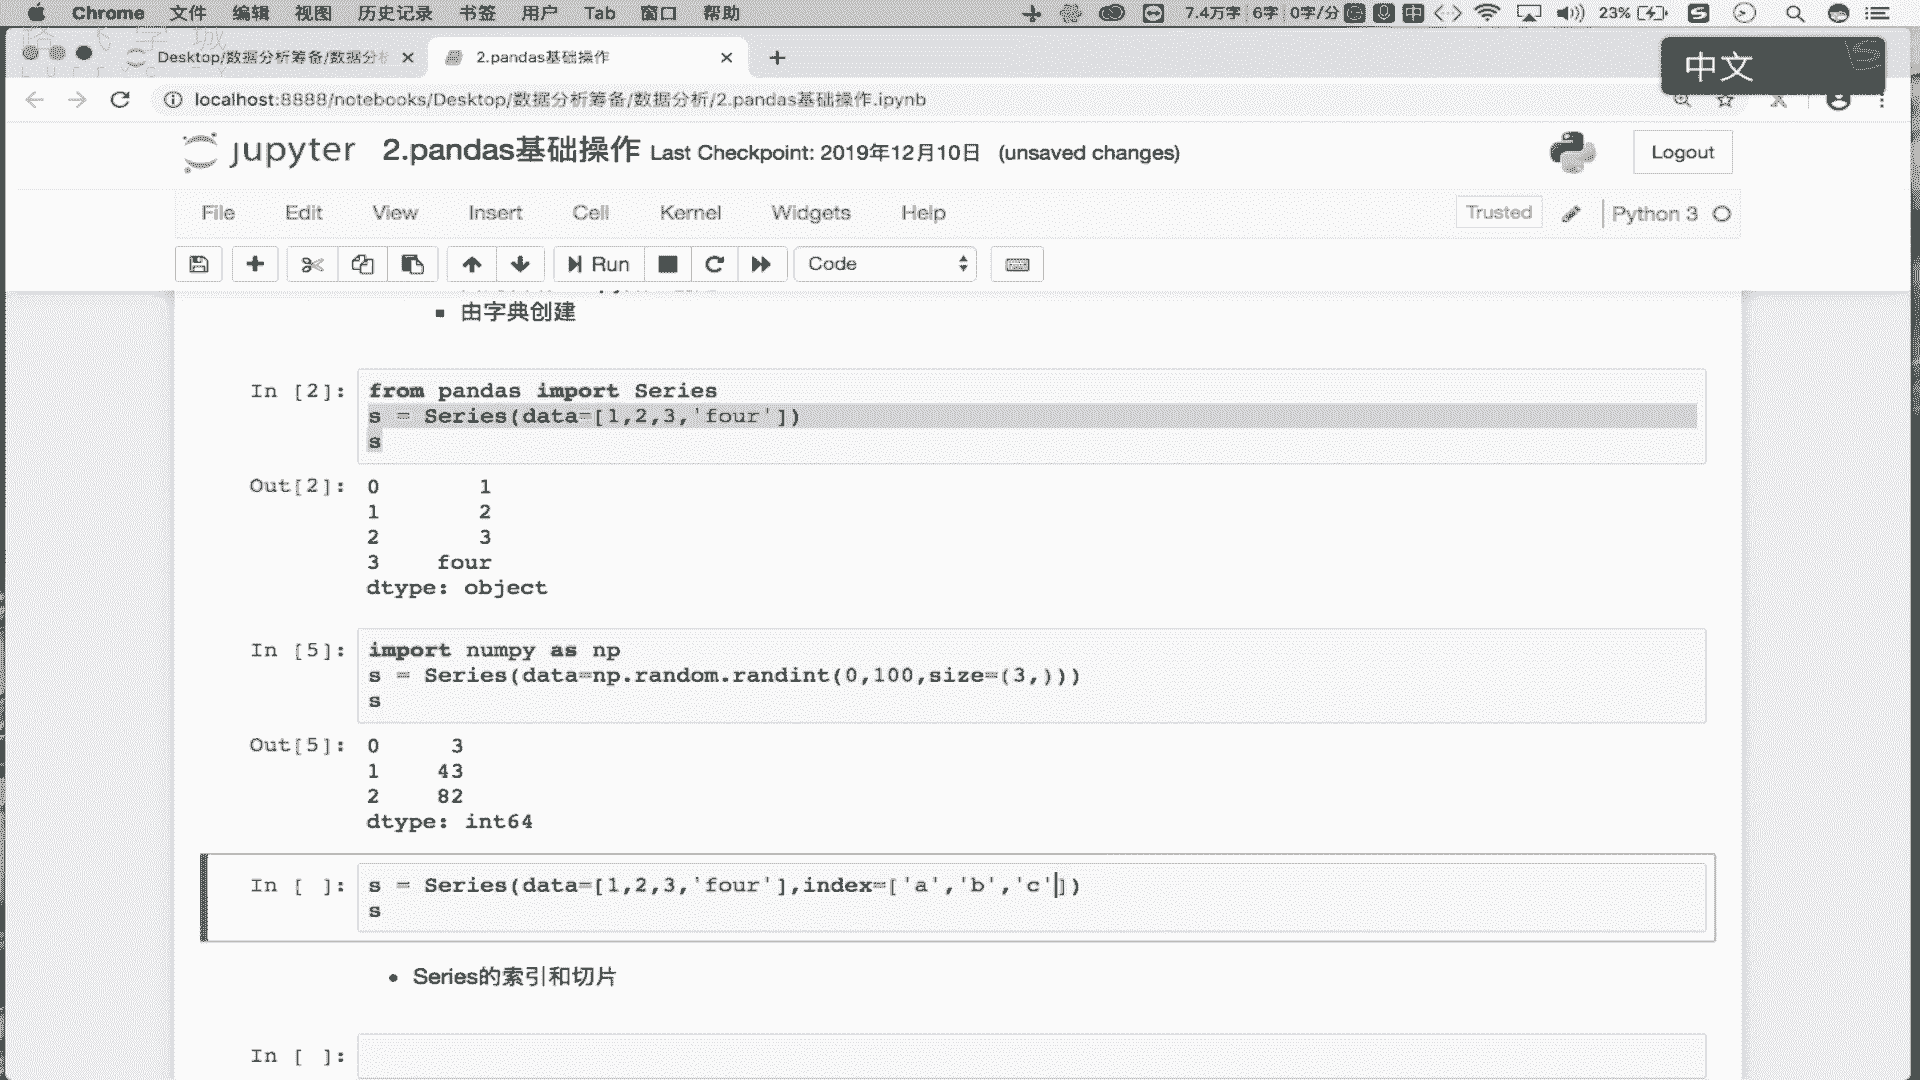 Chrome 文件 编辑 视图 历史记录 书签 用户 Tab 窗口 帮助 7.4万字 6字 0字/分 中 23%
Desktop/数据分析筹备/数据分析 2.pandas基础操作
中文
localhost:8888/notebooks/Desktop/数据分析筹备/数据分析/2.pandas基础操作.ipynb
jupyter 2.pandas基础操作 Last Checkpoint: 2019年12月10日 (unsaved changes) Logout
File Edit View Insert Cell Kernel Widgets Help Trusted Python 3
Run Code
由字典创建
In [2]: from pandas import Series
s = Series(data=[1,2,3,'four'])
s
Out[2]: 0 1
1 2
2 3
3 four
dtype: object
In [5]: import numpy as np
s = Series(data=np.random.randint(0,100,size=(3,)))
s
Out[5]: 0 3
1 43
2 82
dtype: int64
In [ ]: s = Series(data=[1,2,3,'four'],index=['a','b','c'])
s
Series的索引和切片
In [ ]: